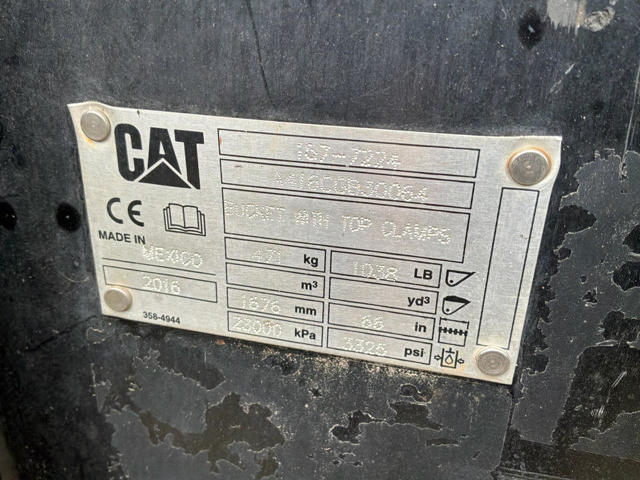 CAT
167-7224
A416C0B30064
BUCKET WITH TOP CLAMPS
CE
MADE IN
MEXICO
2016
358-4944
471 kg
1038 LB
m³
yd³
1676 mm
66 in
23000 kPa
3325 psi